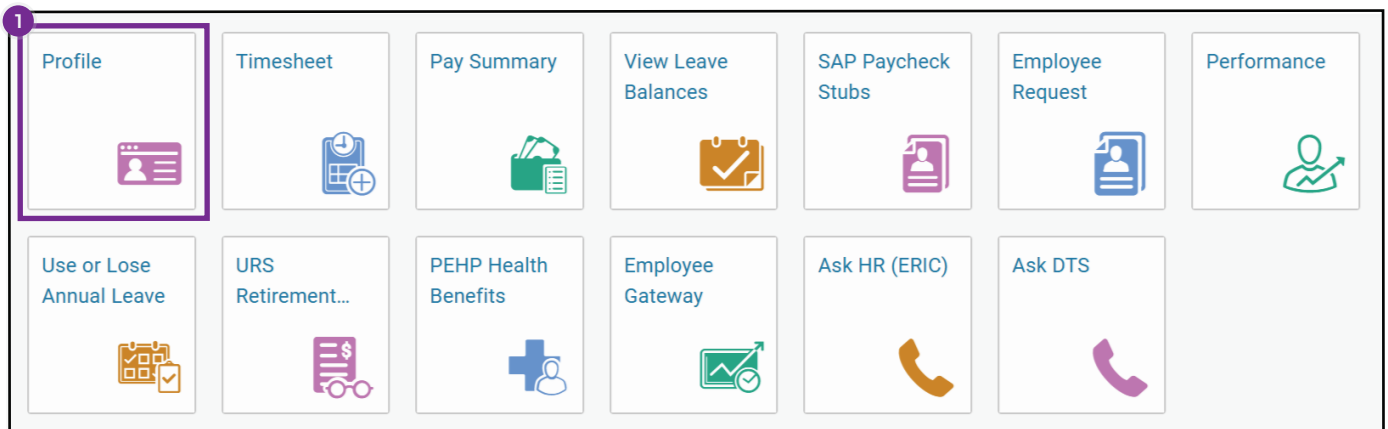 1
Profile
Timesheet
Pay Summary
View Leave
Balances
SAP Paycheck
Stubs
Employee
Request
Performance
Use or Lose
Annual Leave
URS
Retirement...
PEHP Health
Benefits
Employee
Gateway
Ask HR (ERIC)
Ask DTS